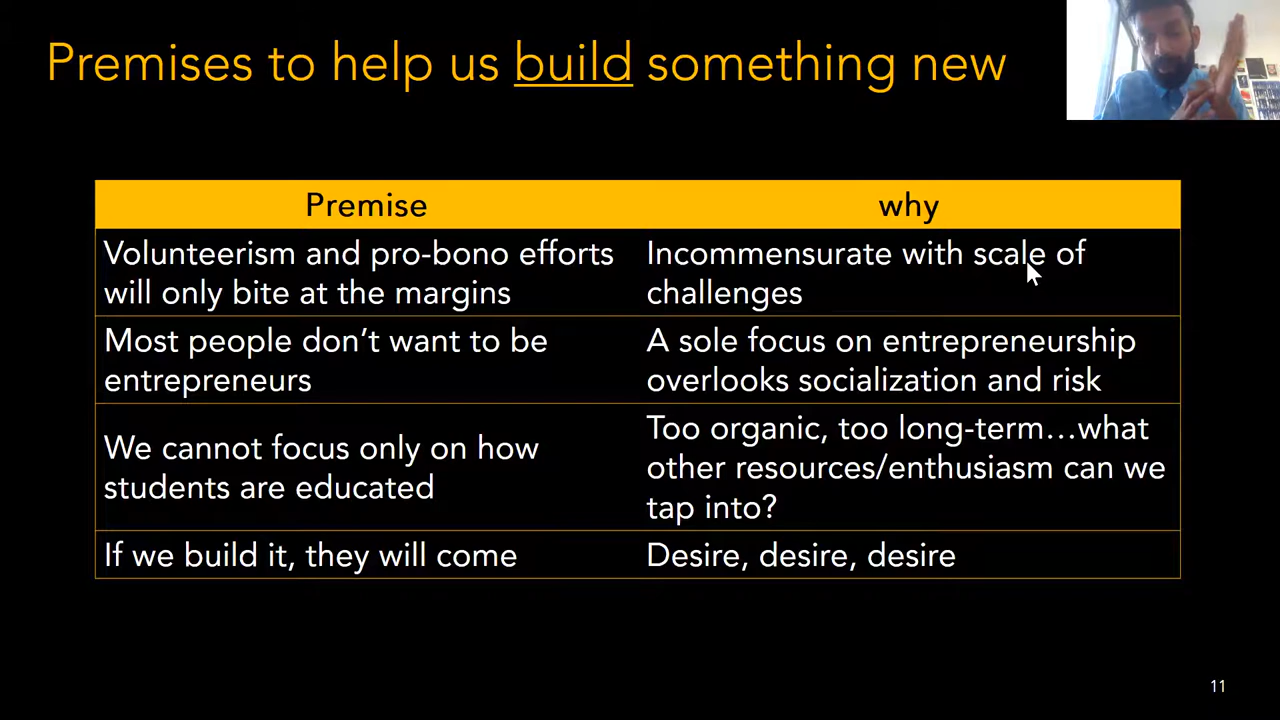 Premises to help us build something new
Premise
why
Volunteerism and pro-bono efforts
will only bite at the margins
Incommensurate with scale of
challenges
Most people don’t want to be
entrepreneurs
A sole focus on entrepreneurship
overlooks socialization and risk
We cannot focus only on how
students are educated
Too organic, too long-term…what
other resources/enthusiasm can we
tap into?
If we build it, they will come
Desire, desire, desire
11